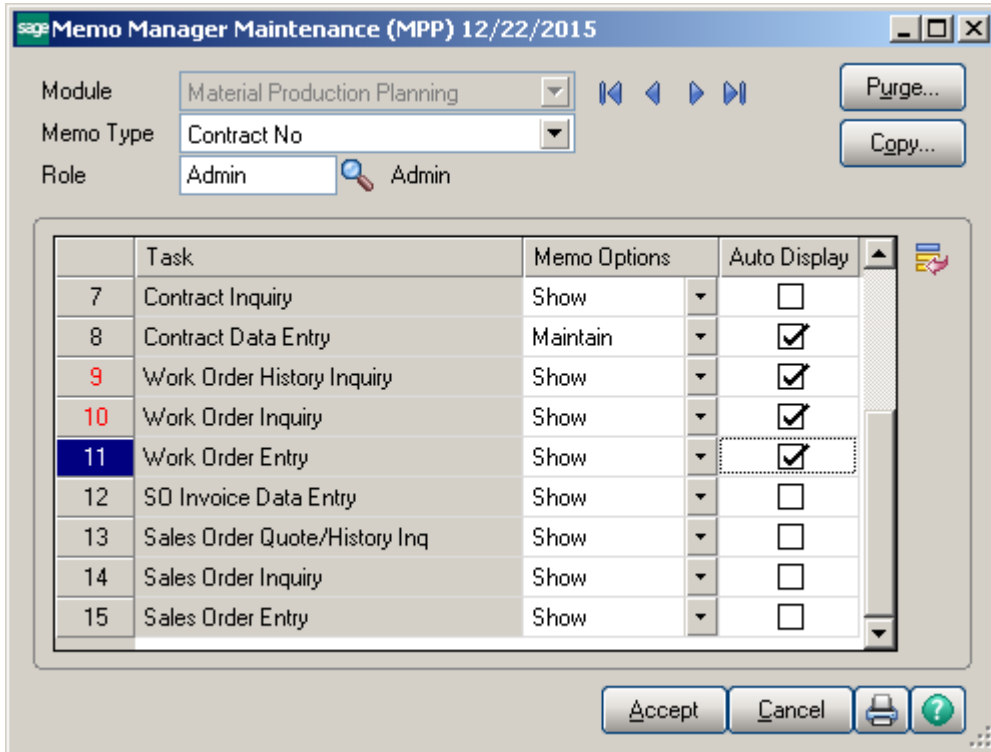 sage Memo Manager Maintenance (MPP) 12/22/2015
Module Material Production Planning Purge...
Memo Type Contract No Copy...
Role Admin Admin
Task Memo Options Auto Display
7 Contract Inquiry Show
8 Contract Data Entry Maintain
9 Work Order History Inquiry Show
10 Work Order Inquiry Show
11 Work Order Entry Show
12 SO Invoice Data Entry Show
13 Sales Order Quote/History Inq Show
14 Sales Order Inquiry Show
15 Sales Order Entry Show
Accept Cancel ?